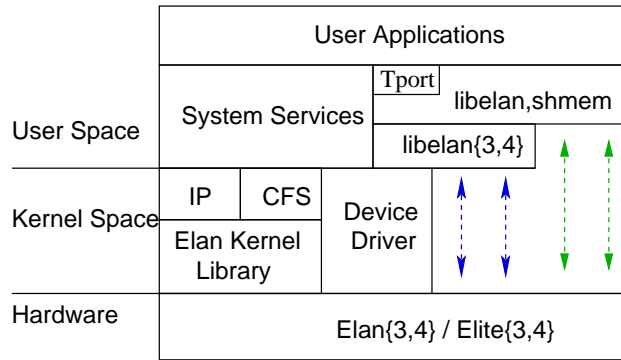 User Applications
Tport
System Services
libelan,shmem
User Space
libelan{3,4}
IP
CFS
Kernel Space
Device
Driver
Elan Kernel
Library
Hardware
Elan{3,4} / Elite{3,4}